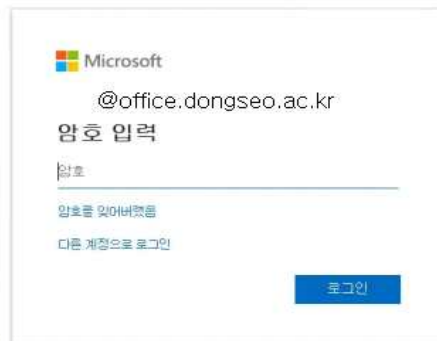 Microsoft
@office.dongseo.ac.kr
암호 입력
암호
암호를 잊어버렸음
다른 계정으로 로그인
로그인